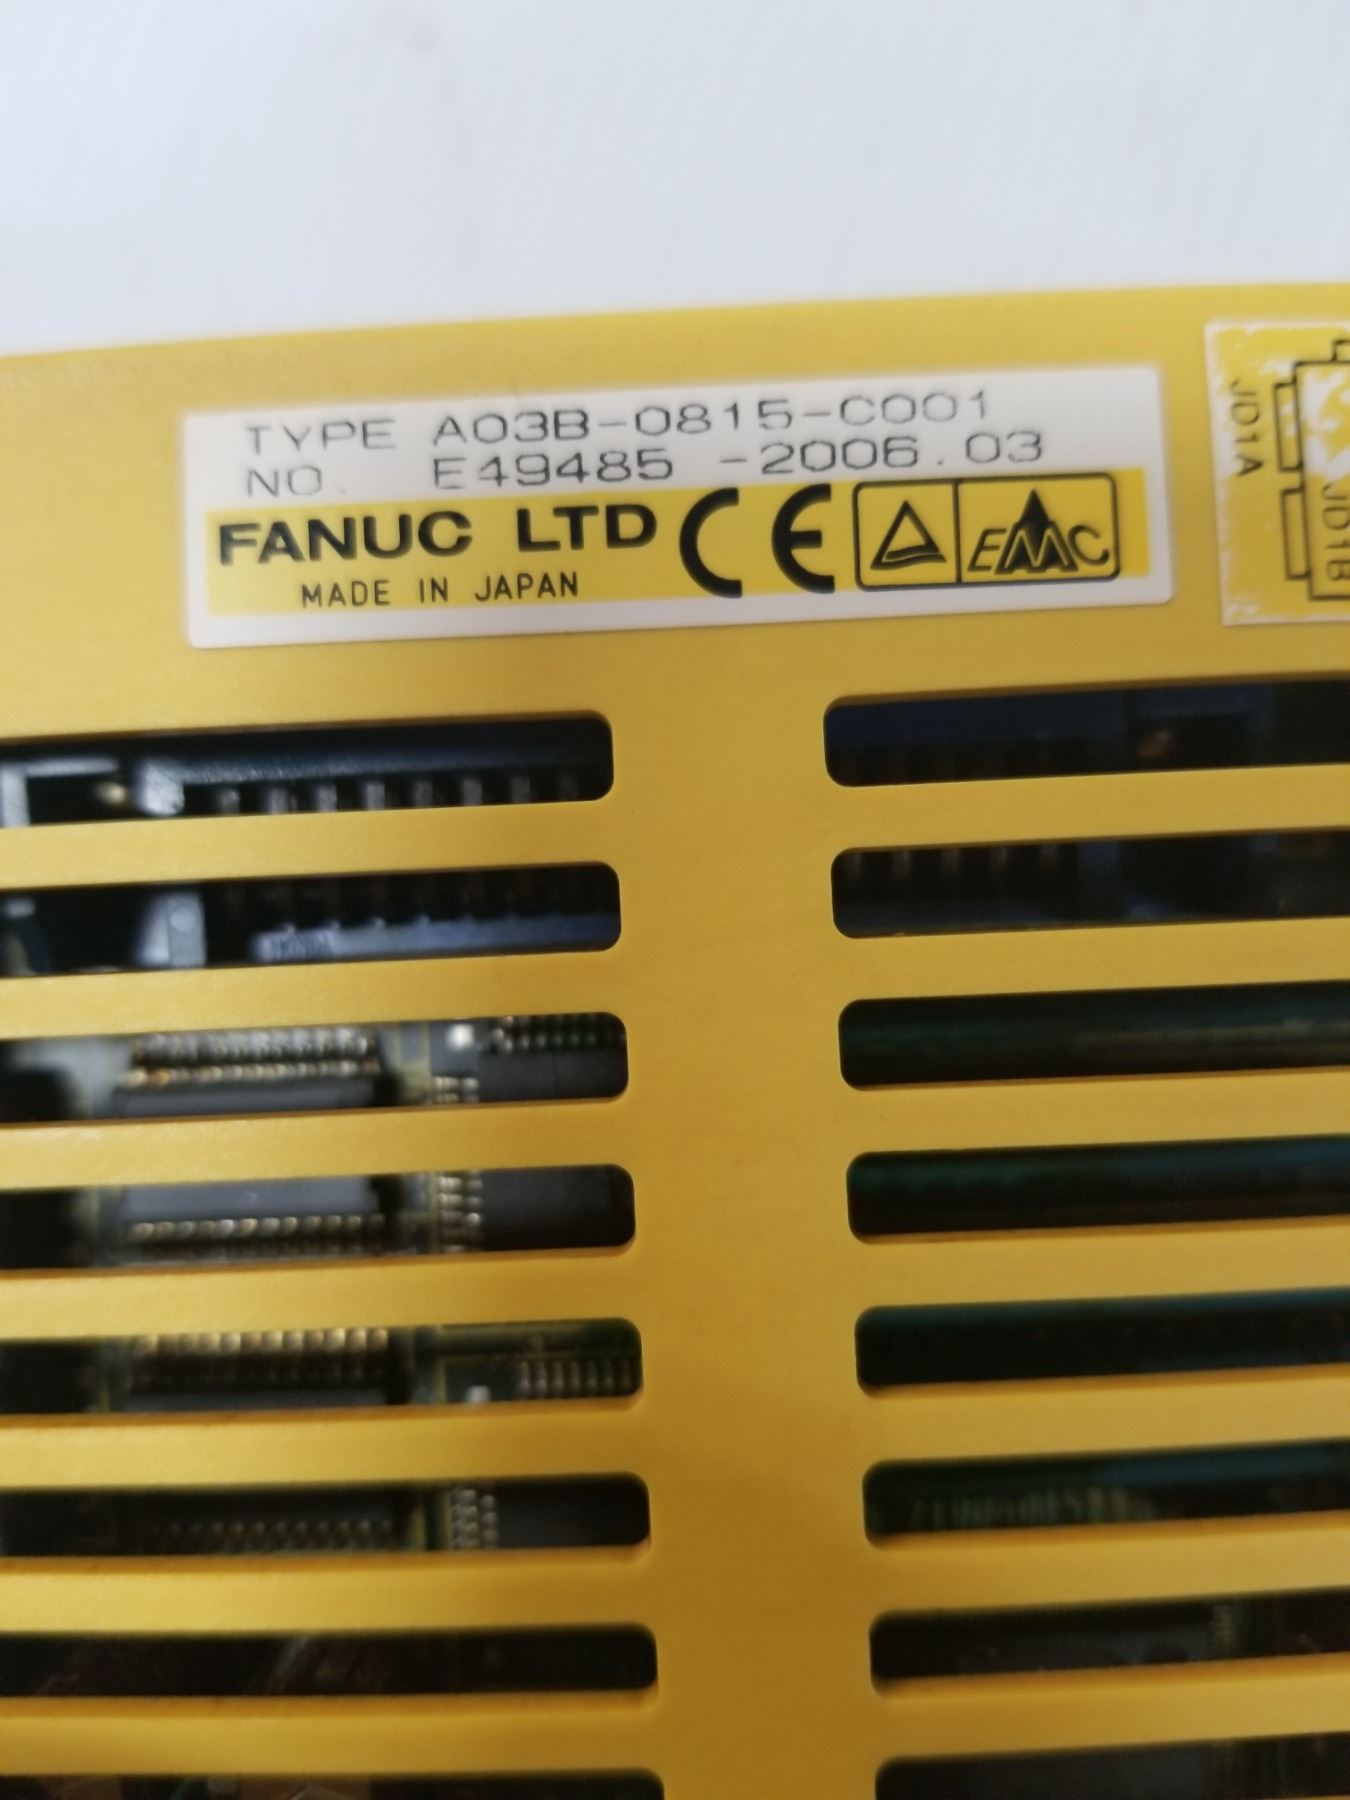 TYPE A03B-0815-C001
NO. E49485 -2006.03
FANUC LTD CE EMC
MADE IN JAPAN
JD1A
JD1B